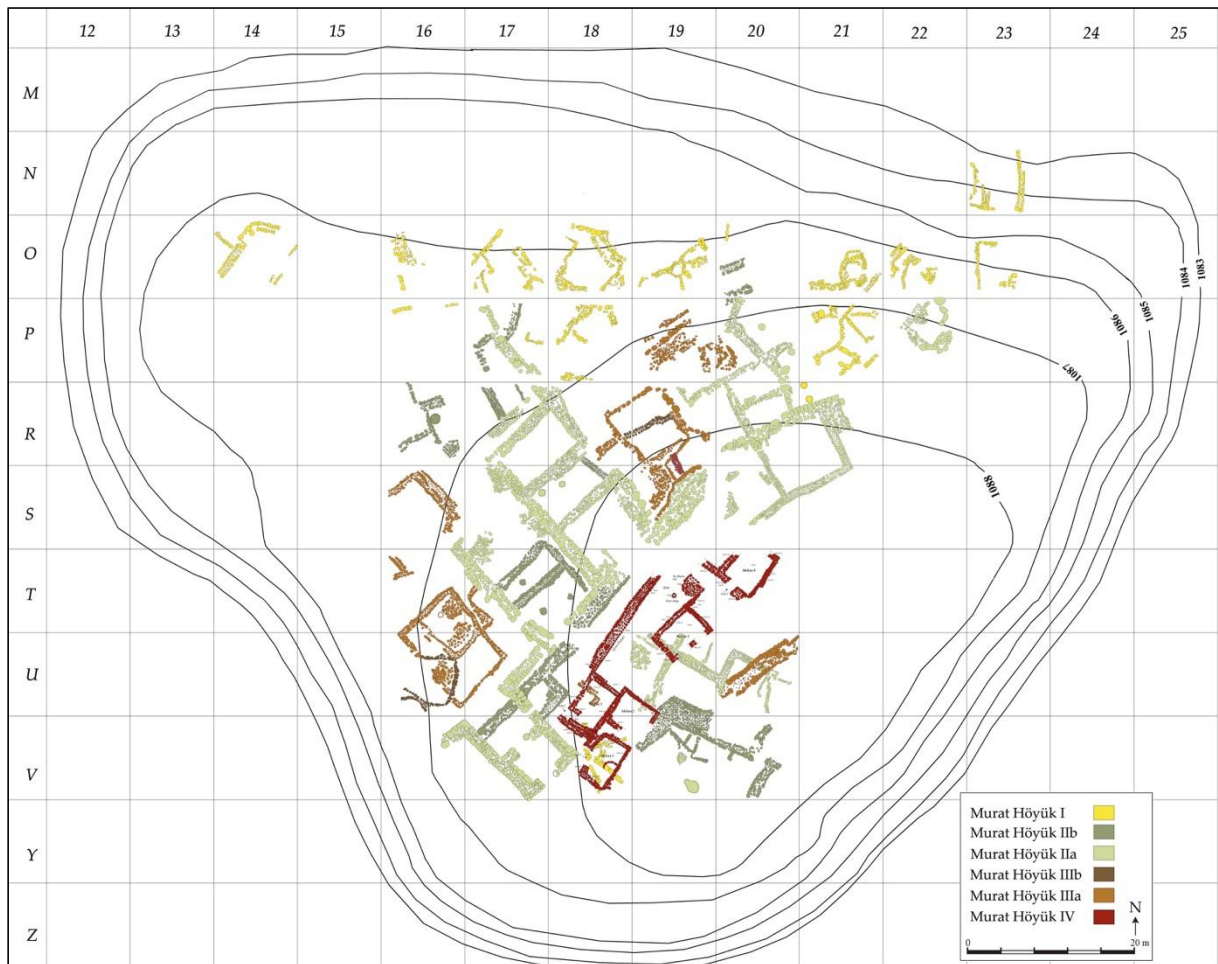 12 13 14 15 16 17 18 19 20 21 22 23 24 25
M
N
O
P
R
S
T
U
V
Y
Z
1083
1084
1085
1086
1087
1088
Murat Höyük I
Murat Höyük IIb
Murat Höyük IIa
Murat Höyük IIIb
Murat Höyük IIIa
Murat Höyük IV
N
0 20 m